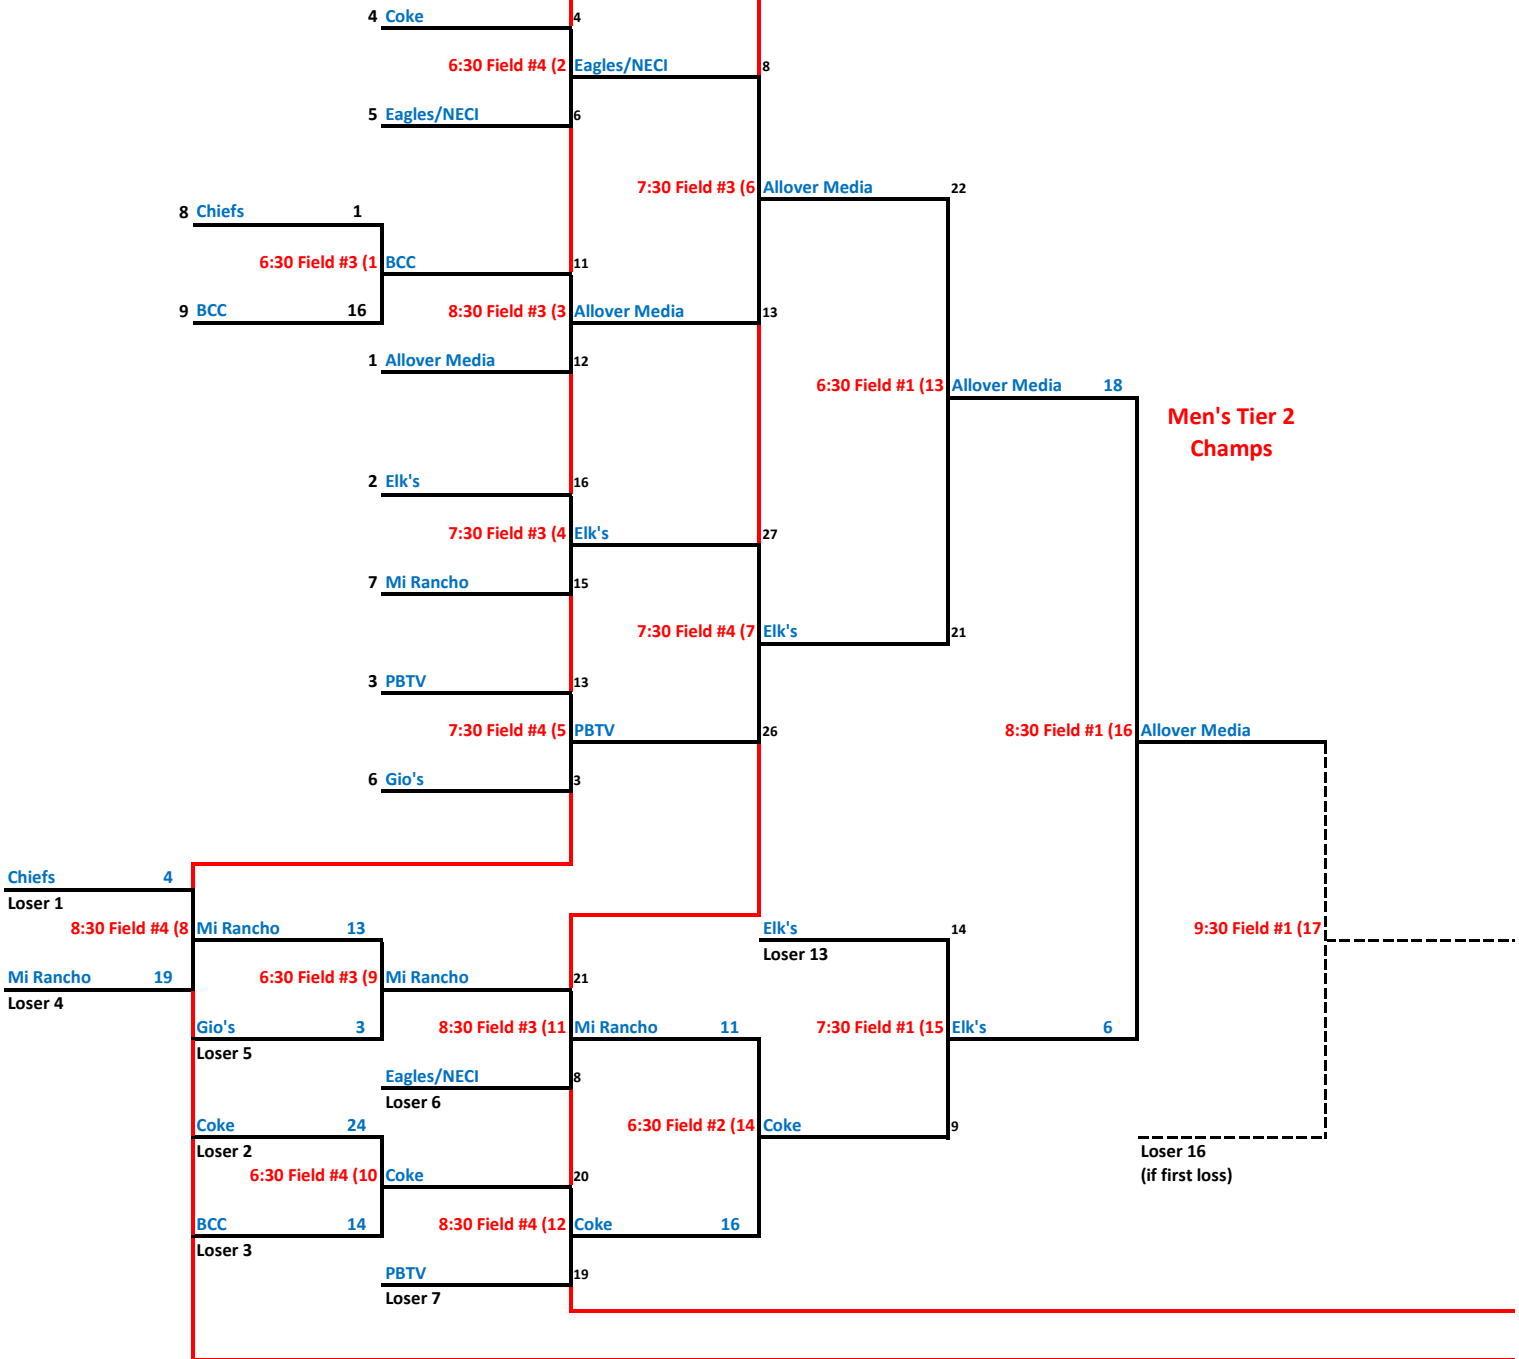 4 Coke 4
6:30 Field #4 (2 Eagles/NECI 8
5 Eagles/NECI 6
7:30 Field #3 (6 Allover Media 22
8 Chiefs 1
6:30 Field #3 (1 BCC 11
9 BCC 16 8:30 Field #3 (3 Allover Media 13
1 Allover Media 12
6:30 Field #1 (13 Allover Media 18
Men's Tier 2
Champs
2 Elk's 16
7:30 Field #3 (4 Elk's 27
7 Mi Rancho 15
7:30 Field #4 (7 Elk's 21
3 PBTV 13
7:30 Field #4 (5 PBTV 26 8:30 Field #1 (16 Allover Media
6 Gio's 3
Chiefs 4
Loser 1
8:30 Field #4 (8 Mi Rancho 13 Elk's 14 9:30 Field #1 (17
Loser 13
Mi Rancho 19 6:30 Field #3 (9 Mi Rancho 21
Loser 4
Gio's 3 8:30 Field #3 (11 Mi Rancho 11 7:30 Field #1 (15 Elk's 6
Loser 5
Eagles/NECI 8
Loser 6
Coke 24 6:30 Field #2 (14 Coke 9
Loser 2 Loser 16
6:30 Field #4 (10 Coke 20 (if first loss)
BCC 14 8:30 Field #4 (12 Coke 16
Loser 3
PBTV 19
Loser 7